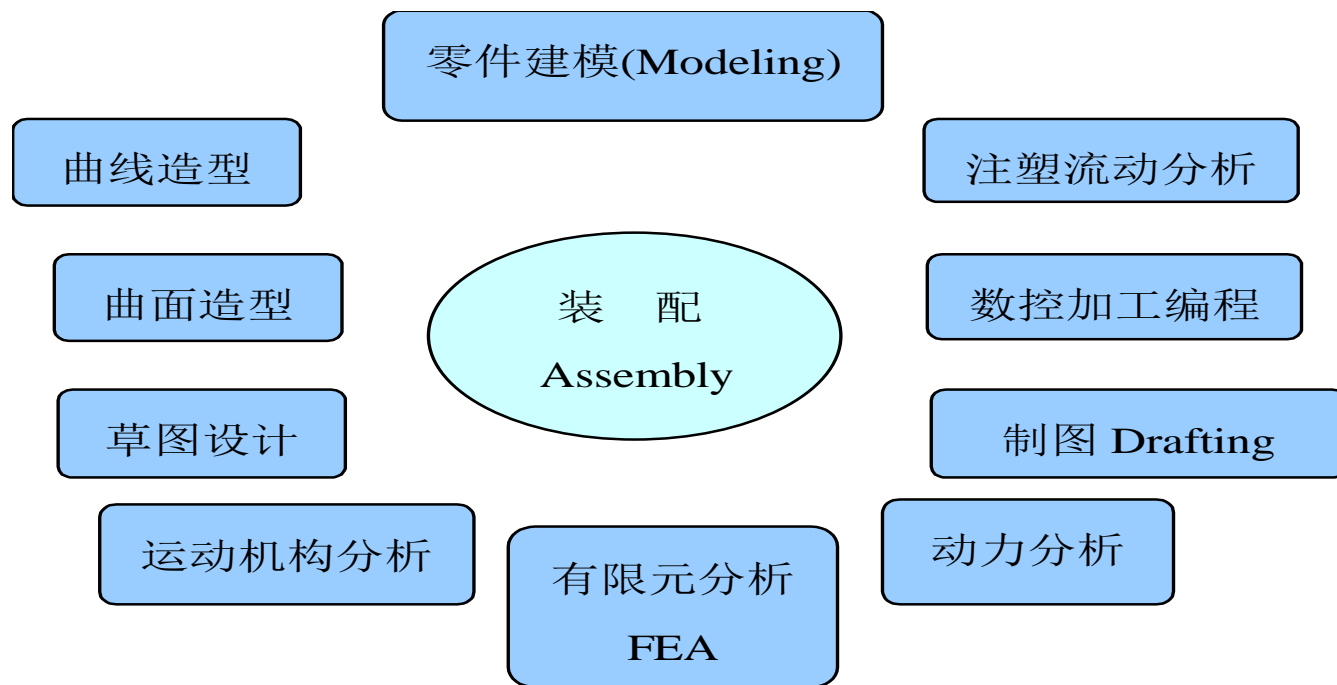 零件建模(Modeling)
曲线造型
注塑流动分析
曲面造型
装 配
Assembly
数控加工编程
草图设计
制图 Drafting
运动机构分析
有限元分析
FEA
动力分析